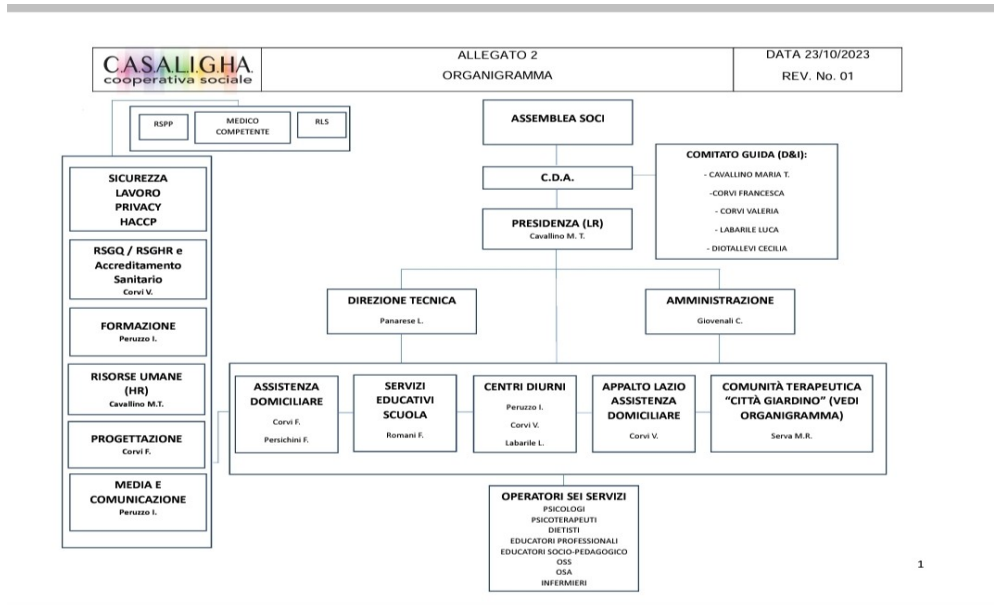 C.A.S.A.L.I.G.HA.
cooperativa sociale
ALLEGATO 2
ORGANIGRAMMA
DATA 23/10/2023
REV. No. 01
RSPP
MEDICO
COMPETENTE
RLS
ASSEMBLEA SOCI
C.D.A.
PRESIDENZA (LR)
Cavallino M. T.
COMITATO GUIDA (D&I):
- CAVALLINO MARIA T.
-CORVI FRANCESCA
- CORVI VALERIA
- LABARILE LUCA
- DIOTALLEVI CECILIA
SICUREZZA
LAVORO
PRIVACY
HACCP
RSGQ / RSGHR e
Accreditamento
Sanitario
Corvi V.
FORMAZIONE
Peruzzo I.
RISORSE UMANE
(HR)
Cavallino M.T.
PROGETTAZIONE
Corvi F.
MEDIA E
COMUNICAZIONE
Peruzzo I.
DIREZIONE TECNICA
Panarese L.
AMMINISTRAZIONE
Giovenali C.
ASSISTENZA
DOMICILIARE
Corvi F.
Persichini F.
SERVIZI
EDUCATIVI
SCUOLA
Romani F.
CENTRI DIURNI
Peruzzo I.
Corvi V.
Labarile L.
APPALTO LAZIO
ASSISTENZA
DOMICILIARE
Corvi V.
COMUNITÀ TERAPEUTICA
"CITTÀ GIARDINO" (VEDI
ORGANIGRAMMA)
Serva M.R.
OPERATORI SEI SERVIZI
PSICOLOGI
PSICOTERAPEUTI
DIETISTI
EDUCATORI PROFESSIONALI
EDUCATORI SOCIO-PEDAGOGICO
OSS
OSA
INFERMIERI
1